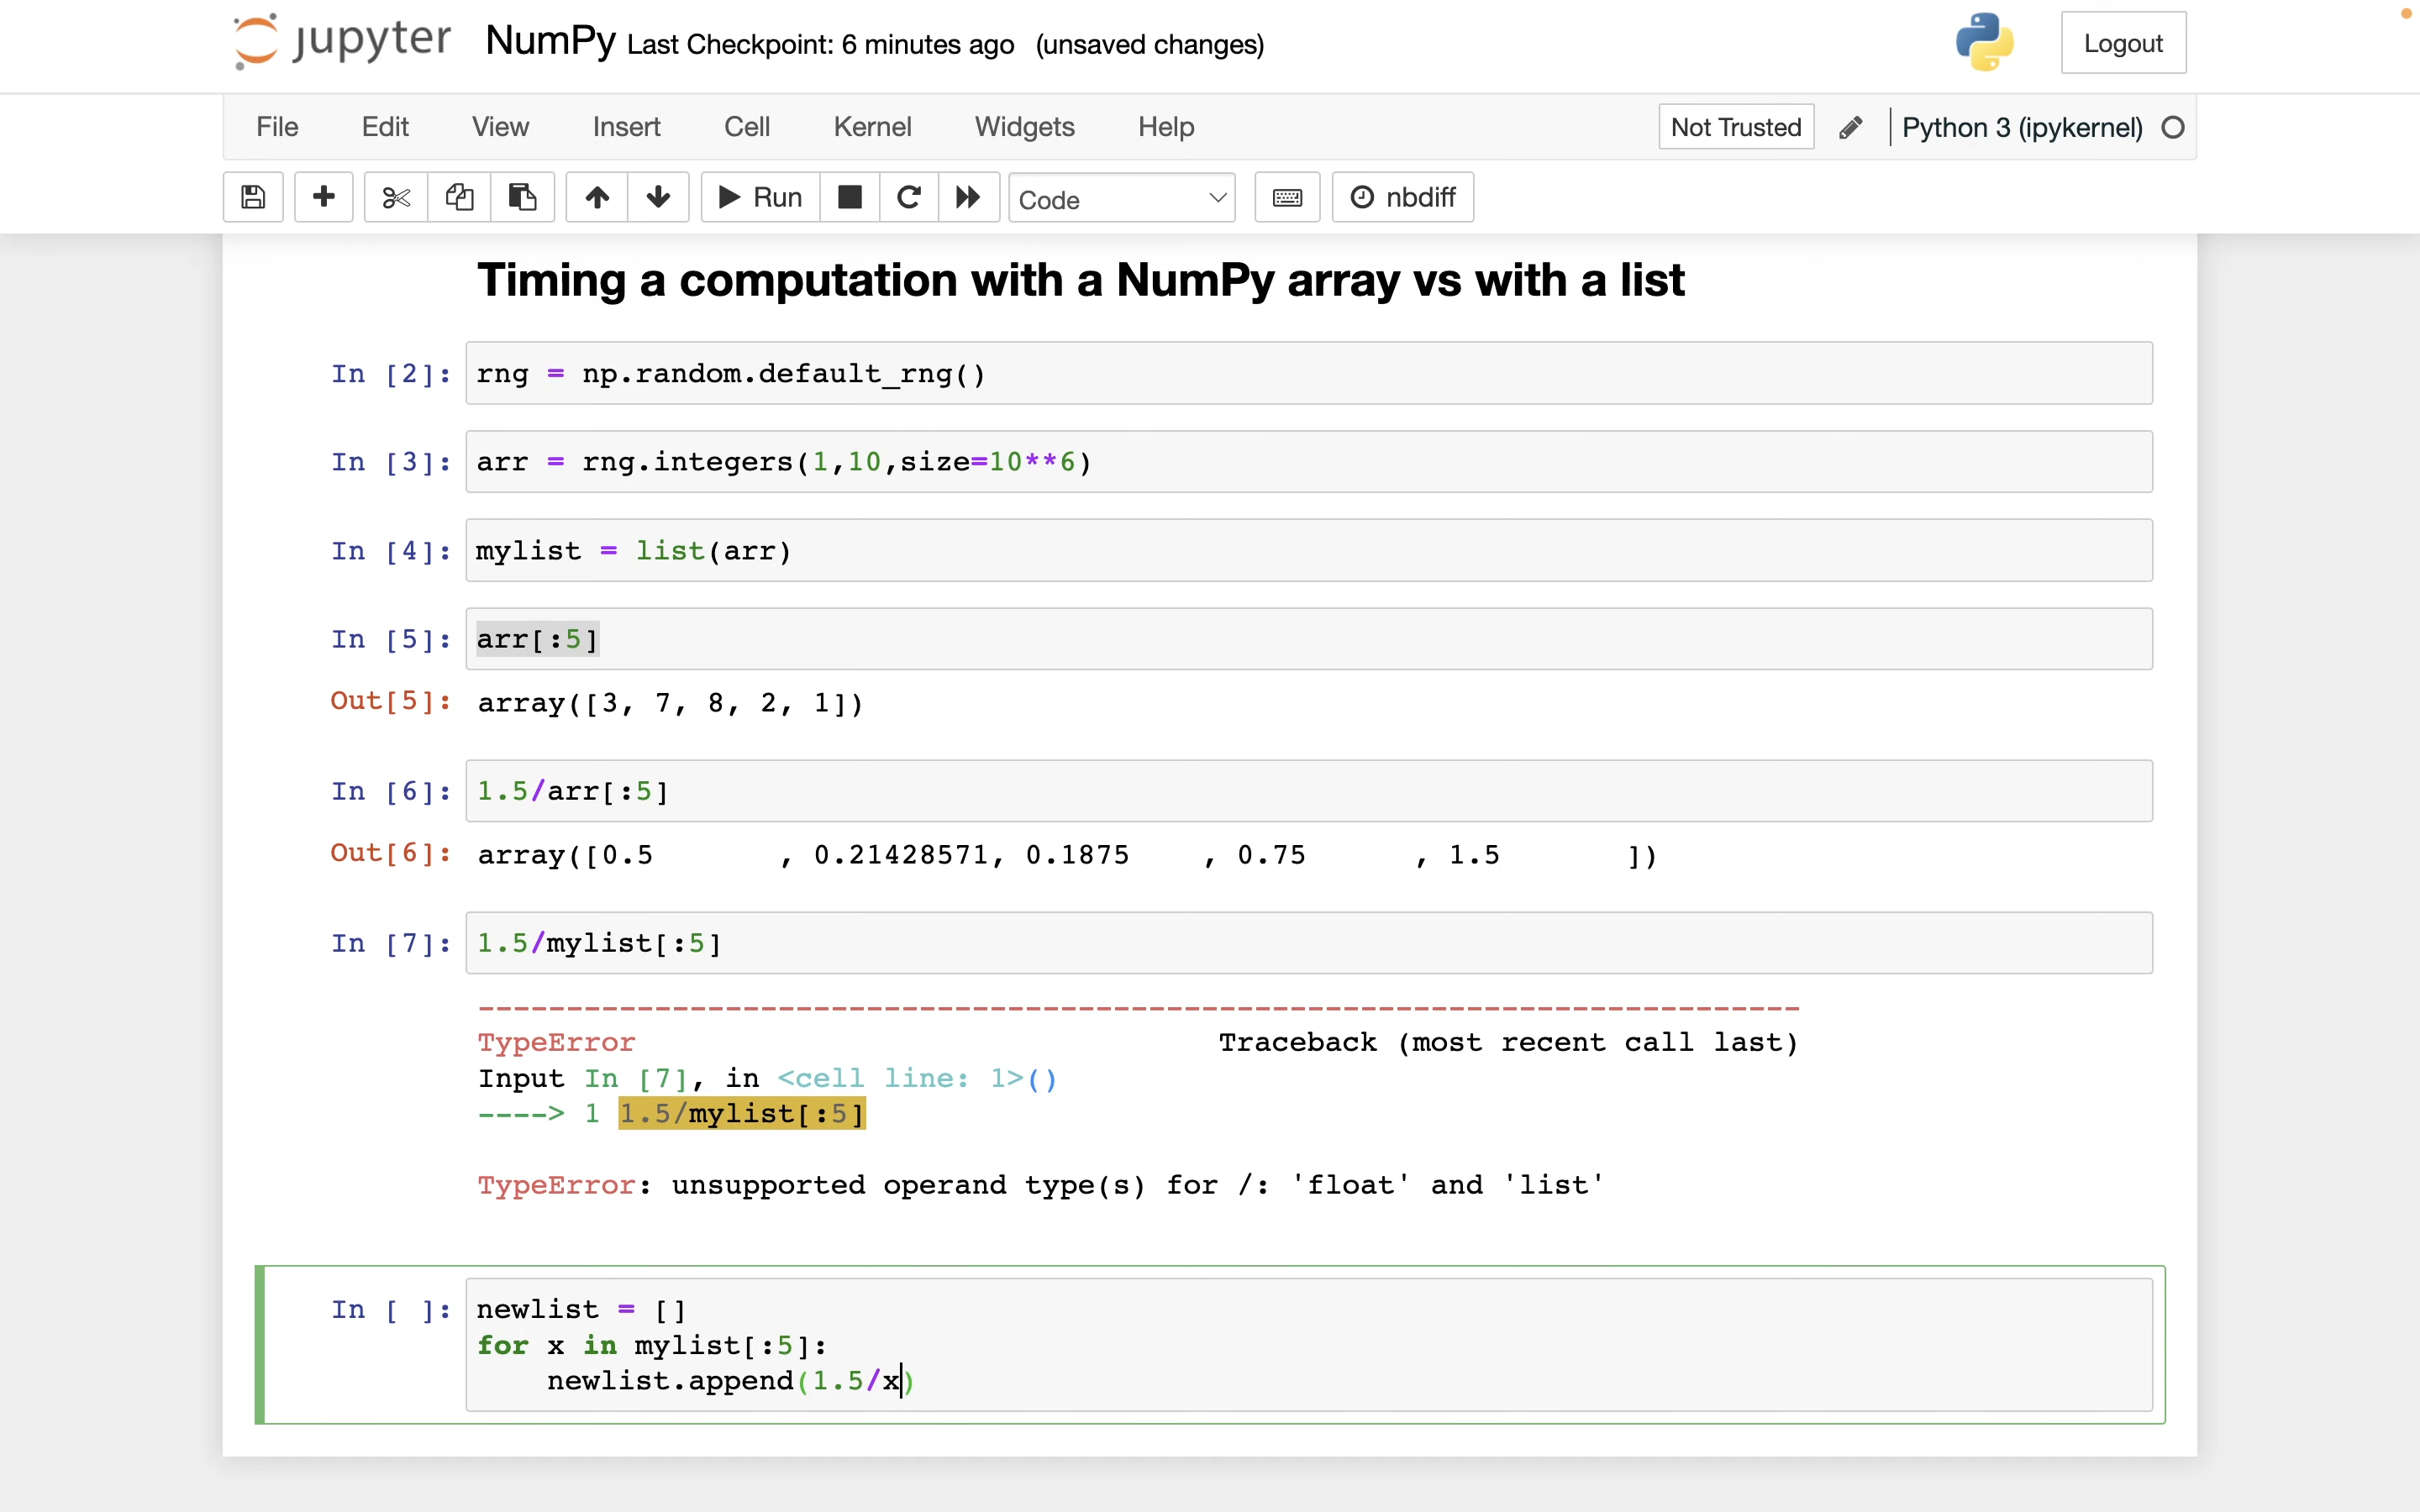 jupyter NumPy Last Checkpoint: 6 minutes ago (unsaved changes) Logout
File Edit View Insert Cell Kernel Widgets Help Not Trusted Python 3 (ipykernel)
Run Code nbdiff
Timing a computation with a NumPy array vs with a list
In [2]: rng = np.random.default_rng()
In [3]: arr = rng.integers(1,10,size=10**6)
In [4]: mylist = list(arr)
In [5]: arr[:5]
Out[5]: array([3, 7, 8, 2, 1])
In [6]: 1.5/arr[:5]
Out[6]: array([0.5       , 0.21428571, 0.1875    , 0.75      , 1.5       ])
In [7]: 1.5/mylist[:5]
---------------------------------------------------------------------------
TypeError                                 Traceback (most recent call last)
Input In [7], in <cell line: 1>()
----> 1 1.5/mylist[:5]
TypeError: unsupported operand type(s) for /: 'float' and 'list'
In [ ]: newlist = []
for x in mylist[:5]:
    newlist.append(1.5/x)